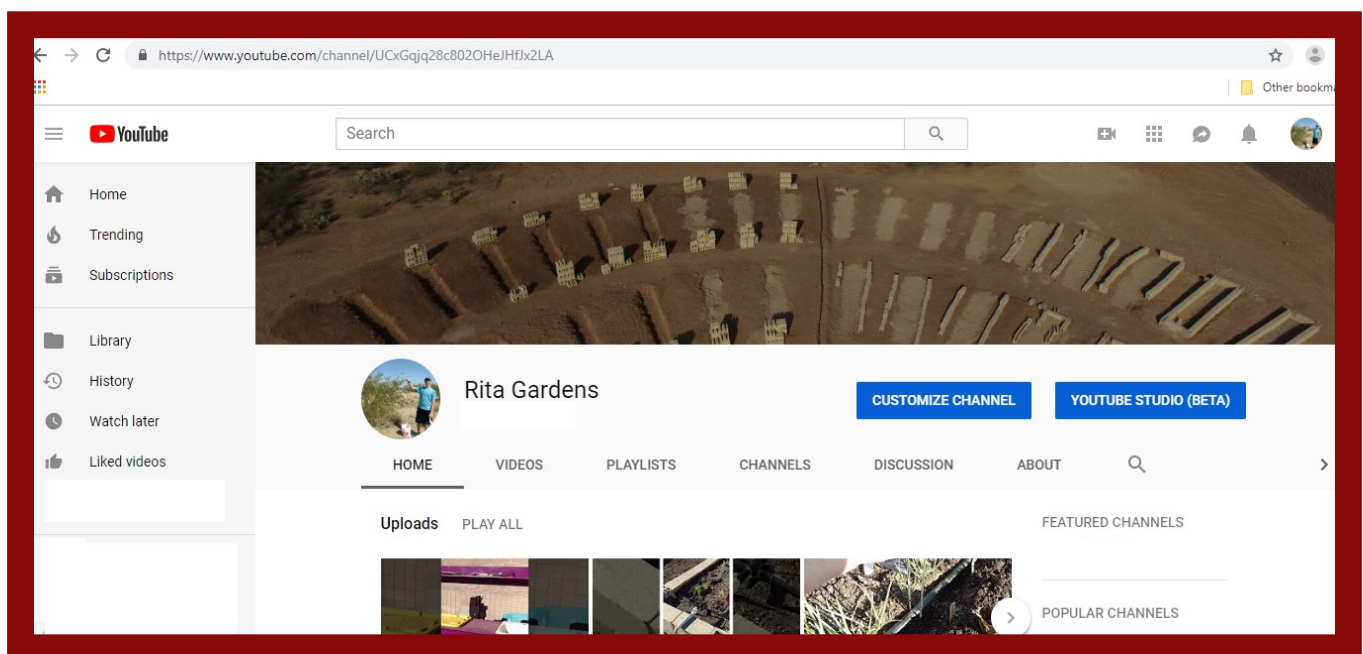 https://www.youtube.com/channel/UCxGqjq28c802OHeJHfJx2LA
Other bookma
YouTube
Search
Home
Trending
Subscriptions
Library
History
Watch later
Liked videos
Rita Gardens
CUSTOMIZE CHANNEL
YOUTUBE STUDIO (BETA)
HOME VIDEOS PLAYLISTS CHANNELS DISCUSSION ABOUT
Uploads PLAY ALL
FEATURED CHANNELS
POPULAR CHANNELS